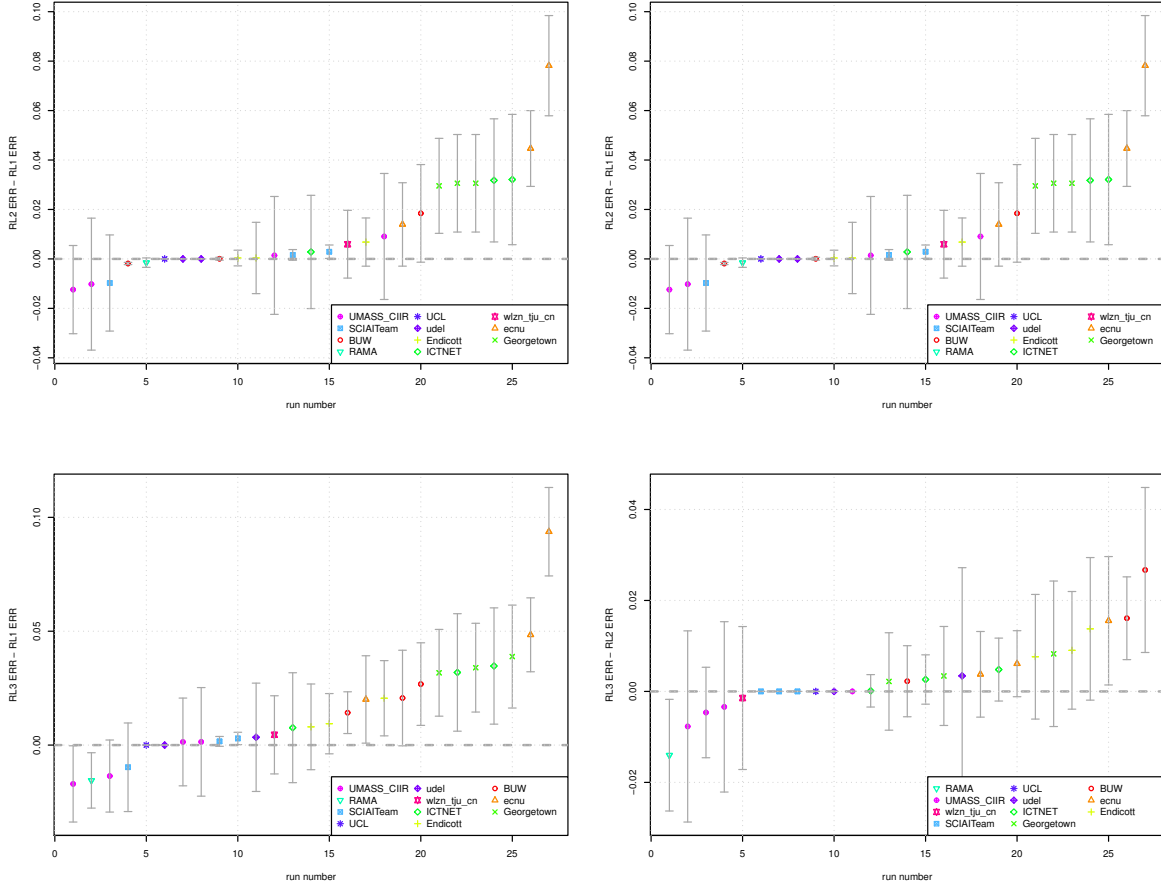 RL2 ERR − RL1 ERR
0.10
0.08
0.06
0.04
0.02
0.00
−0.02
−0.04
UMASS_CIIR UCL wlzn_tju_cn
SCIAITeam udel ecnu
BUW Endicott Georgetown
RAMA ICTNET
0 5 10 15 20 25
run number
RL2 ERR − RL1 ERR
0.10
0.08
0.06
0.04
0.02
0.00
−0.02
−0.04
UMASS_CIIR UCL wlzn_tju_cn
SCIAITeam udel ecnu
BUW Endicott Georgetown
RAMA ICTNET
0 5 10 15 20 25
run number
RL3 ERR − RL1 ERR
0.10
0.05
0.00
UMASS_CIIR udel BUW
RAMA wlzn_tju_cn ecnu
SCIAITeam ICTNET Georgetown
UCL Endicott
0 5 10 15 20 25
run number
RL3 ERR − RL2 ERR
0.04
0.02
0.00
−0.02
RAMA UCL BUW
UMASS_CIIR udel ecnu
wlzn_tju_cn ICTNET Endicott
SCIAITeam Georgetown
0 5 10 15 20 25
run number